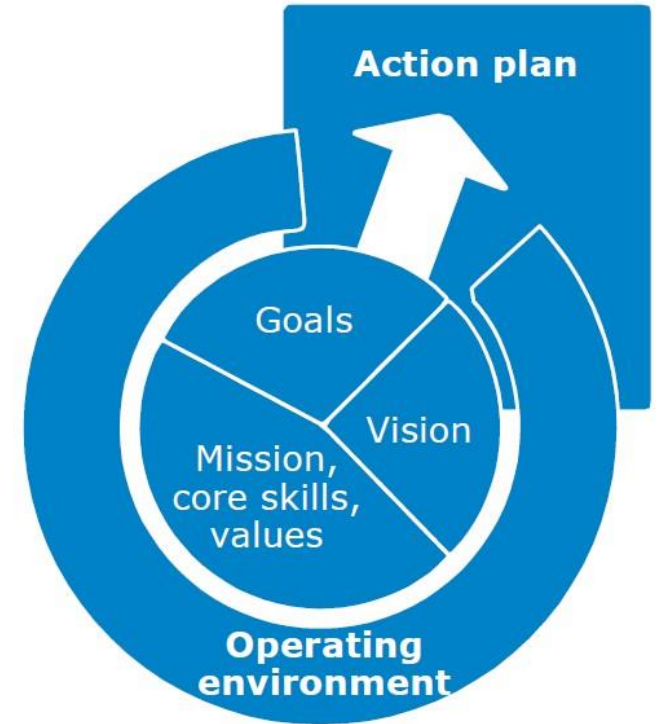 Action plan
Goals
Vision
Mission,
core skills,
values
Operating
environment